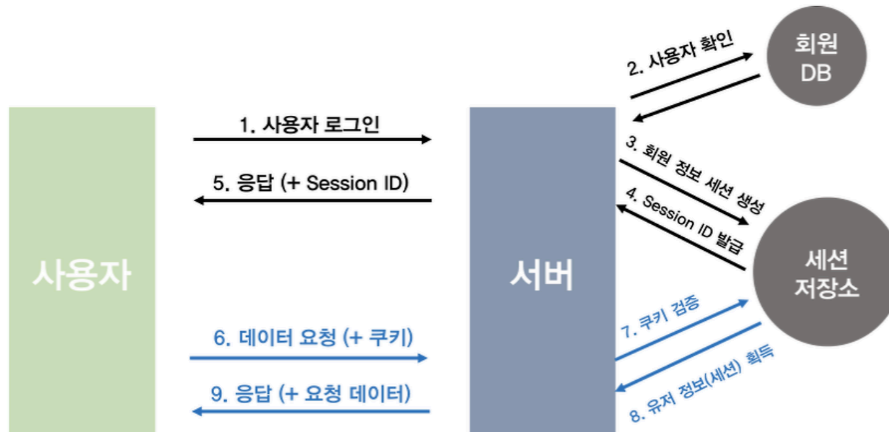 2. 사용자 확인
회원
DB
1. 사용자 로그인
3. 회원 정보 세션 생성
5. 응답 (+ Session ID)
4. Session ID 발급
사용자
서버
세션
저장소
6. 데이터 요청 (+ 쿠키)
7. 쿠키 검증
9. 응답 (+ 요청 데이터)
8. 유저 정보(세션) 획득